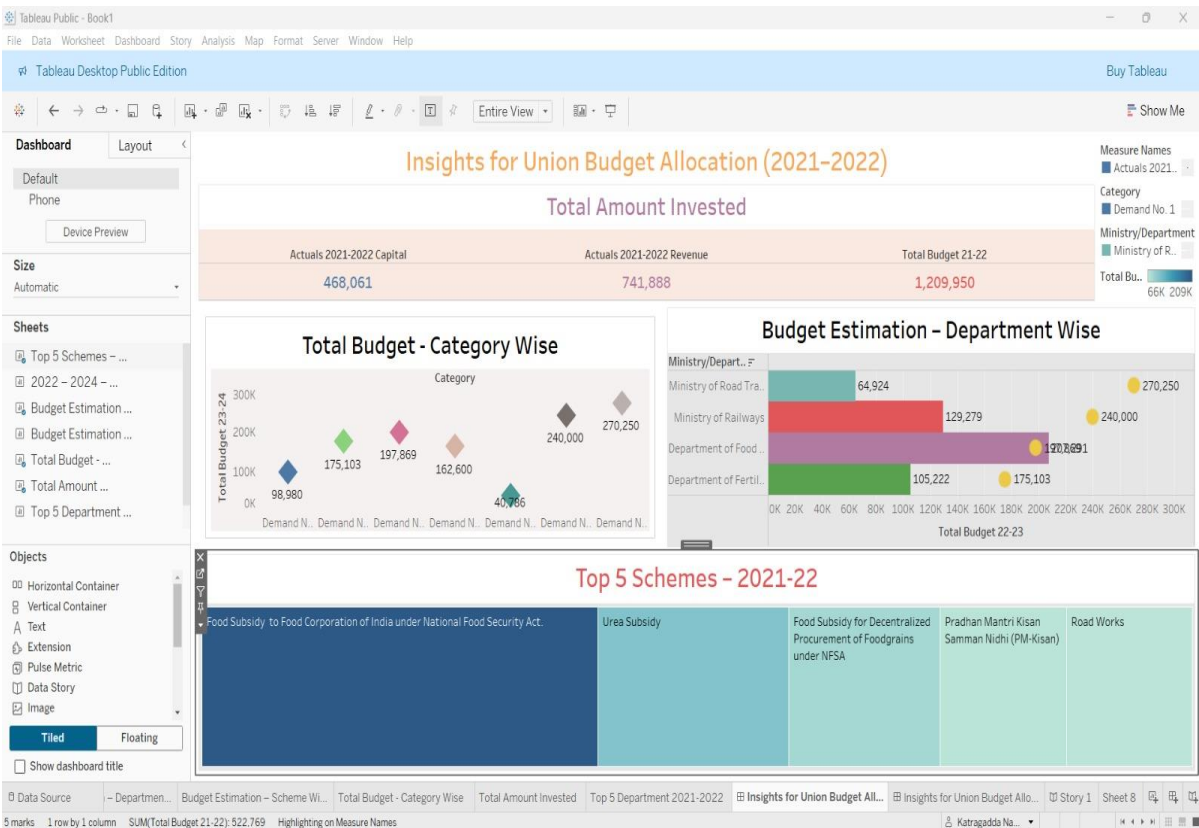 Tableau Public - Book1
File Data Worksheet Dashboard Story Analysis Map Format Server Window Help
Tableau Desktop Public Edition
Buy Tableau
Entire View
Show Me
Dashboard Layout
Default
Phone
Device Preview
Size
Automatic
Sheets
Top 5 Schemes – ...
2022 – 2024 – ...
Budget Estimation ...
Budget Estimation ...
Total Budget - ...
Total Amount ...
Top 5 Department ...
Objects
Horizontal Container
Vertical Container
Text
Extension
Pulse Metric
Data Story
Image
Tiled Floating
Show dashboard title
Insights for Union Budget Allocation (2021–2022)
Total Amount Invested
Actuals 2021-2022 Capital Actuals 2021-2022 Revenue Total Budget 21-22
468,061 741,888 1,209,950
Measure Names
Actuals 2021..
Category
Demand No. 1
Ministry/Department
Ministry of R..
Total Bu..
66K 209K
Total Budget - Category Wise
Category
Total Budget 23-24
300K
200K
100K
0K
98,980
175,103
197,869
162,600
40,786
240,000
270,250
Demand N.. Demand N.. Demand N.. Demand N.. Demand N.. Demand N.. Demand N..
Budget Estimation – Department Wise
Ministry/Depart..
Ministry of Road Tra.. 64,924 270,250
Ministry of Railways 129,279 240,000
Department of Food ..
Department of Fertil.. 105,222 175,103
0K 20K 40K 60K 80K 100K 120K 140K 160K 180K 200K 220K 240K 260K 280K 300K
Total Budget 22-23
Top 5 Schemes – 2021-22
Food Subsidy to Food Corporation of India under National Food Security Act.
Urea Subsidy
Food Subsidy for Decentralized
Procurement of Foodgrains
under NFSA
Pradhan Mantri Kisan
Samman Nidhi (PM-Kisan)
Road Works
Data Source – Departmen... Budget Estimation – Scheme Wi... Total Budget - Category Wise Total Amount Invested Top 5 Department 2021-2022 Insights for Union Budget All... Insights for Union Budget Allo... Story 1 Sheet 8
5 marks 1 row by 1 column SUM(Total Budget 21-22): 522,769 Highlighting on Measure Names Katragadda Na...